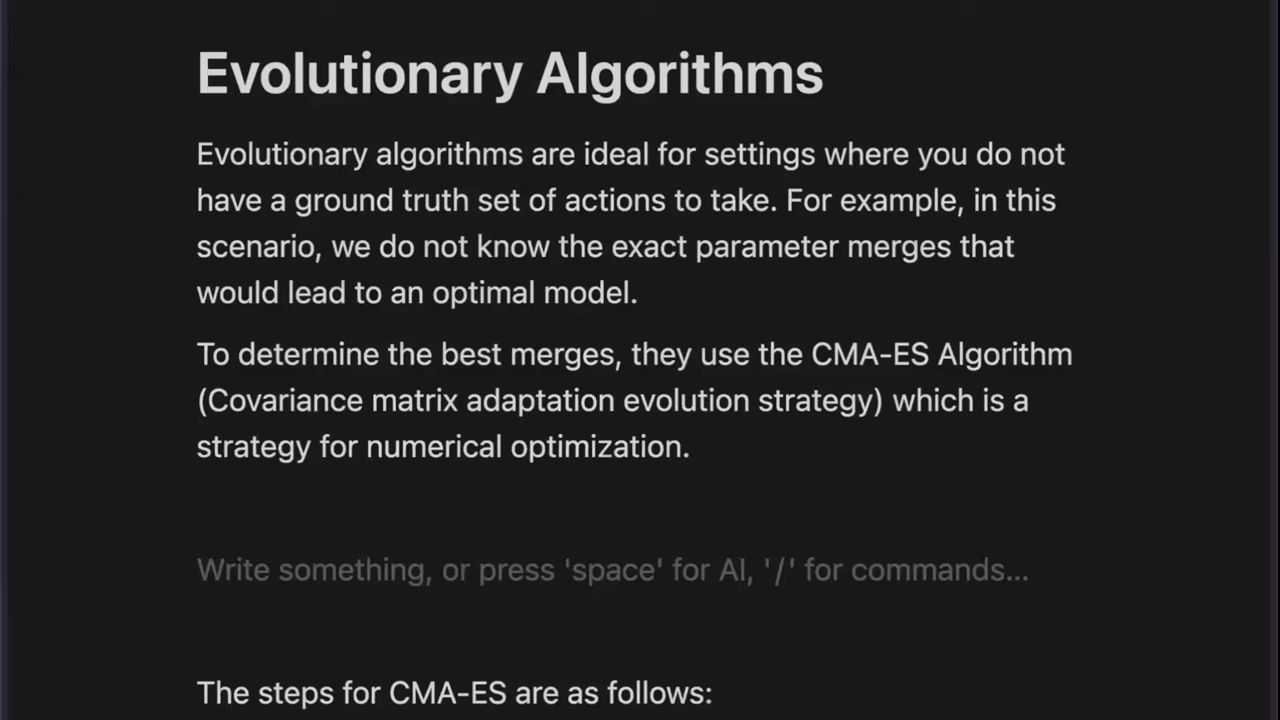 Evolutionary Algorithms
Evolutionary algorithms are ideal for settings where you do not
have a ground truth set of actions to take. For example, in this
scenario, we do not know the exact parameter merges that
would lead to an optimal model.
To determine the best merges, they use the CMA-ES Algorithm
(Covariance matrix adaptation evolution strategy) which is a
strategy for numerical optimization.
Write something, or press 'space' for AI, '/' for commands...
The steps for CMA-ES are as follows: